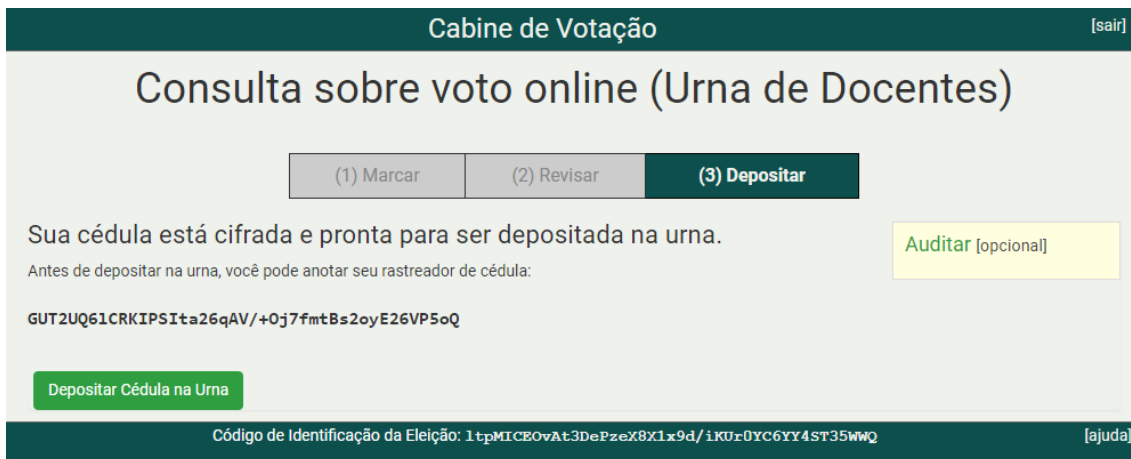 Cabine de Votação
[sair]
Consulta sobre voto online (Urna de Docentes)
(1) Marcar
(2) Revisar
(3) Depositar
Sua cédula está cifrada e pronta para ser depositada na urna.
Auditar [opcional]
Antes de depositar na urna, você pode anotar seu rastreador de cédula:
GUT2UQ6lCRKIPSIta26qAV/+Oj7fmtBs2oyE26VP5oQ
Depositar Cédula na Urna
Código de Identificação da Eleição: ltpMICEOvAt3DePzeX8X1x9d/iKUr0YC6YY4ST35WWQ
[ajuda]